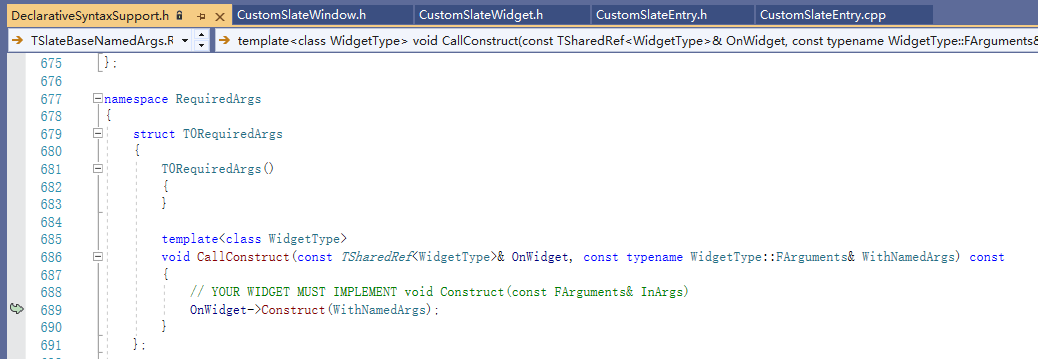 DeclarativeSyntaxSupport.h CustomSlateWindow.h CustomSlateWidget.h CustomSlateEntry.h CustomSlateEntry.cpp
TSlateBaseNamedArgs.R template<class WidgetType> void CallConstruct(const TSharedRef<WidgetType>& OnWidget, const typename WidgetType::FArguments&
675 };
676
677 namespace RequiredArgs
678 {
679 struct T0RequiredArgs
680 {
681 T0RequiredArgs()
682 {
683 }
684
685 template<class WidgetType>
686 void CallConstruct(const TSharedRef<WidgetType>& OnWidget, const typename WidgetType::FArguments& WithNamedArgs) const
687 {
688 // YOUR WIDGET MUST IMPLEMENT void Construct(const FArguments& InArgs)
689 OnWidget->Construct(WithNamedArgs);
690 }
691 };